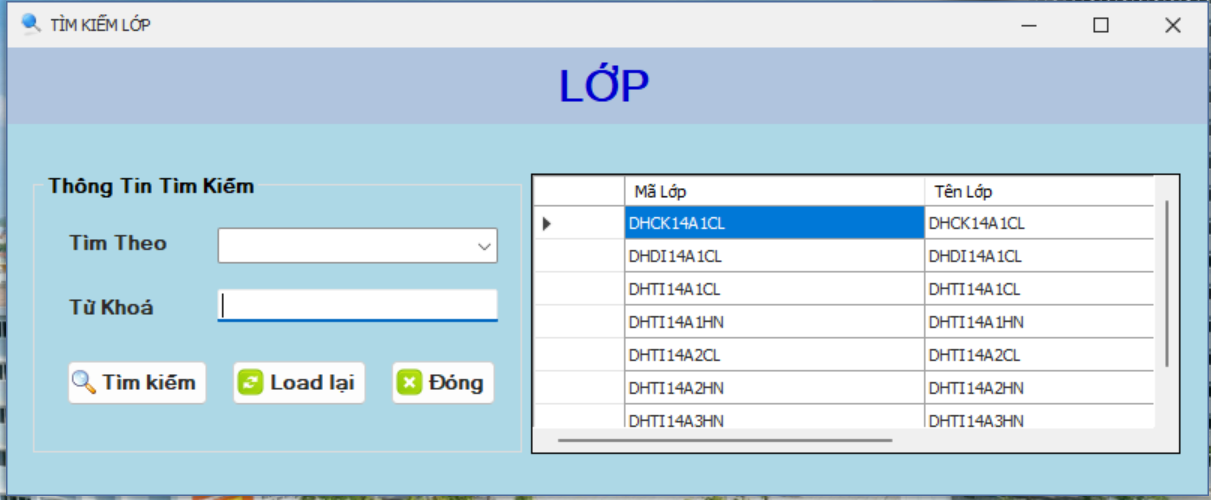 TÌM KIẾM LỚP
LỚP
Thông Tin Tìm Kiếm
Tìm Theo
Từ Khoá
Tìm kiếm Load lại Đóng
Mã Lớp Tên Lớp
DHCK14A1CL DHCK14A1CL
DHDI14A1CL DHDI14A1CL
DHTI14A1CL DHTI14A1CL
DHTI14A1HN DHTI14A1HN
DHTI14A2CL DHTI14A2CL
DHTI14A2HN DHTI14A2HN
DHTI14A3HN DHTI14A3HN